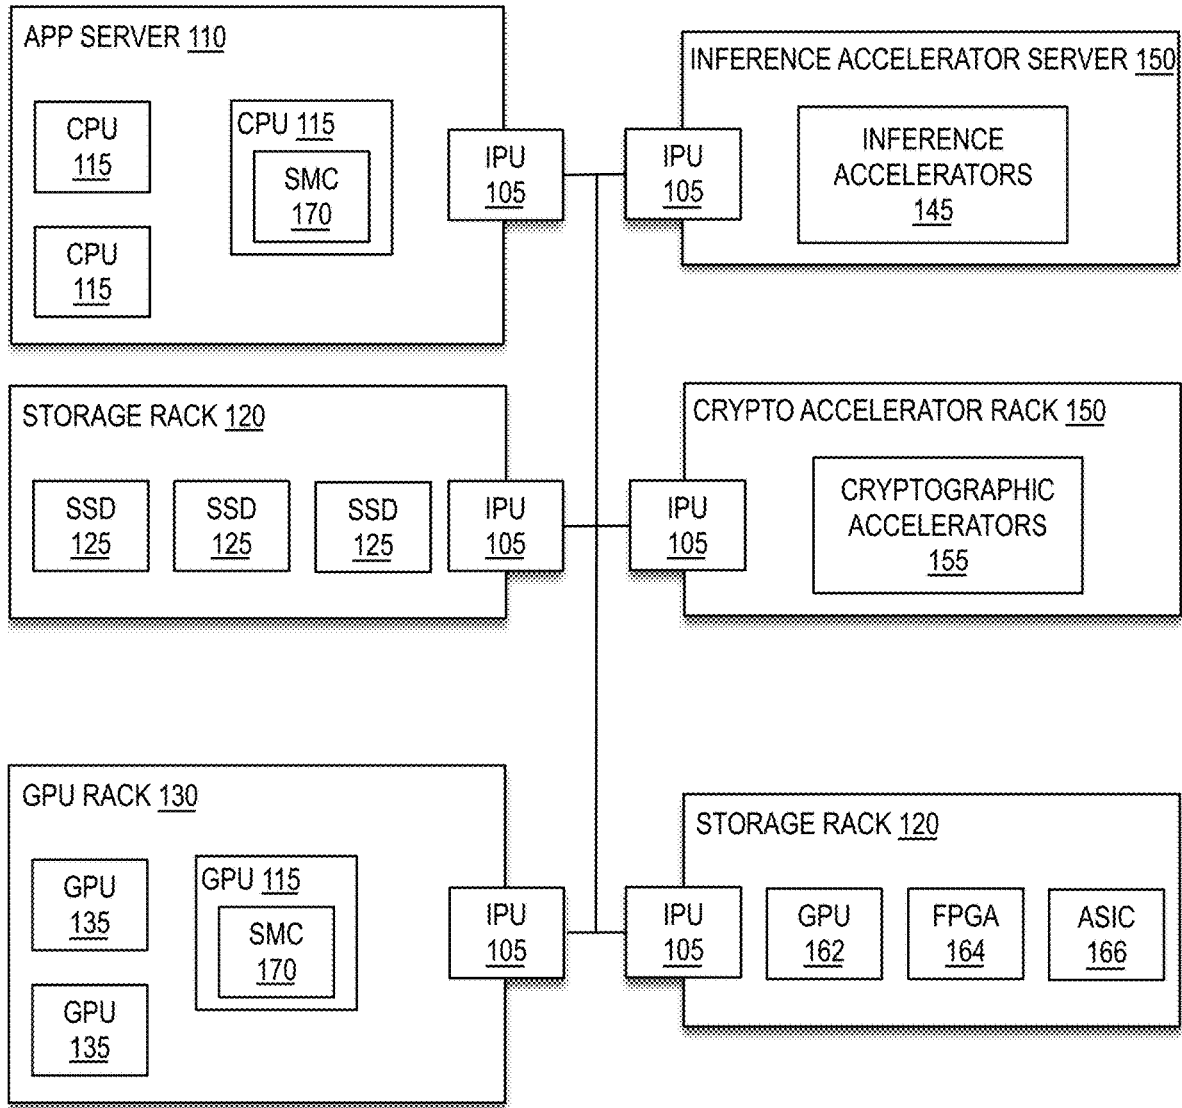 APP SERVER 110
CPU
115
CPU
115
CPU 115
SMC
170
IPU
105
INFERENCE ACCELERATOR SERVER 150
IPU
105
INFERENCE
ACCELERATORS
145
STORAGE RACK 120
SSD
125
SSD
125
SSD
125
IPU
105
CRYPTO ACCELERATOR RACK 150
IPU
105
CRYPTOGRAPHIC
ACCELERATORS
155
GPU RACK 130
GPU
135
GPU
135
GPU 115
SMC
170
IPU
105
STORAGE RACK 120
IPU
105
GPU
162
FPGA
164
ASIC
166